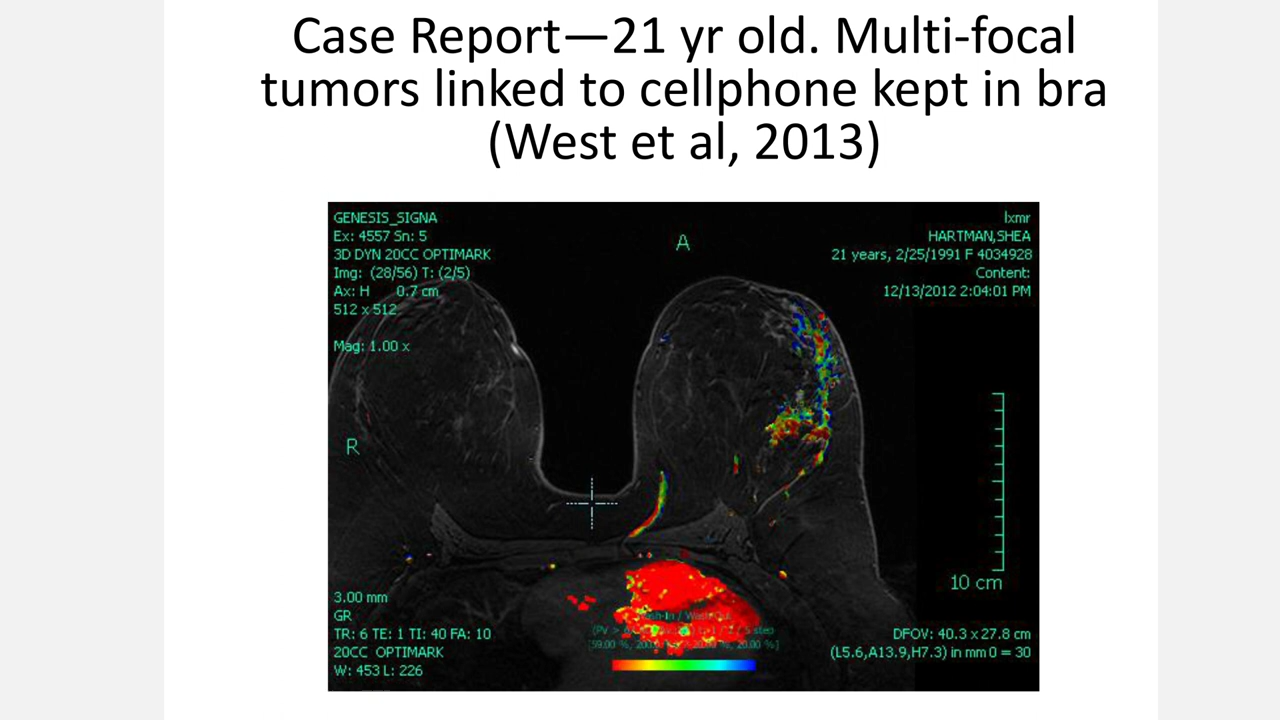 Case Report—21 yr old. Multi-focal
tumors linked to cellphone kept in bra
(West et al, 2013)
GENESIS_SIGNA
Ex: 4557 Sn: 5
3D DYN 20CC OPTIMARK
Img: (28/56) T: (2/5)
Ax: H 0.7 cm
512 x 512
Mag: 1.00 x
A
lxmr
HARTMAN,SHEA
21 years, 2/25/1991 F 4034928
Content:
12/13/2012 2:04:01 PM
R
10 cm
3.00 mm
GR
TR: 6 TE: 1 TI: 40 FA: 10
20CC OPTIMARK
W: 453 L: 226
DFOV: 40.3 x 27.8 cm
(L5.6,A13.9,H7.3) in mm 0 = 30